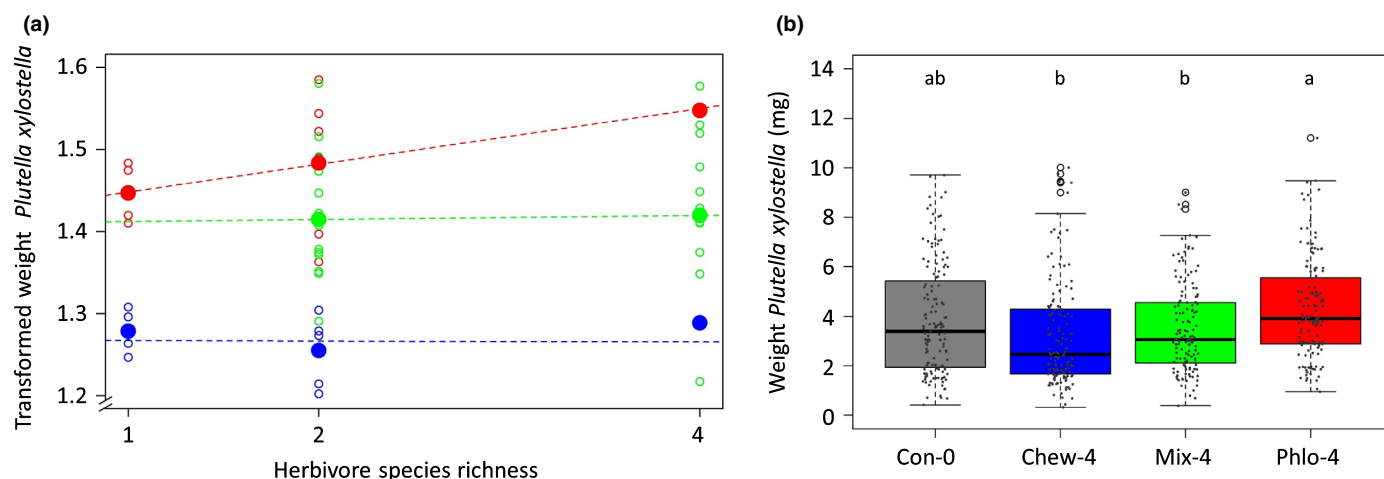 (a)
Transformed weight Plutella xylostella
1.6
1.5
1.4
1.3
1.2
1
2
4
Herbivore species richness
(b)
Weight Plutella xylostella (mg)
14
12
10
8
6
4
2
0
ab
b
b
a
Con-0
Chew-4
Mix-4
Phlo-4